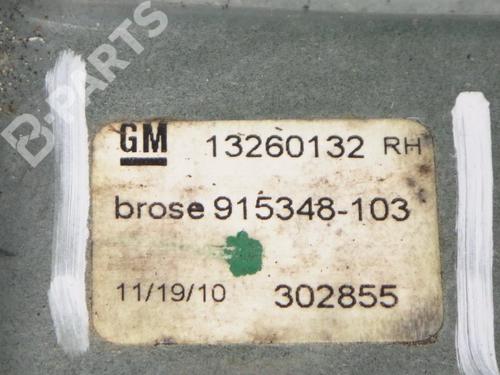 B-PARTS
GM 13260132 RH
brose 915348-103
11/19/10 302855